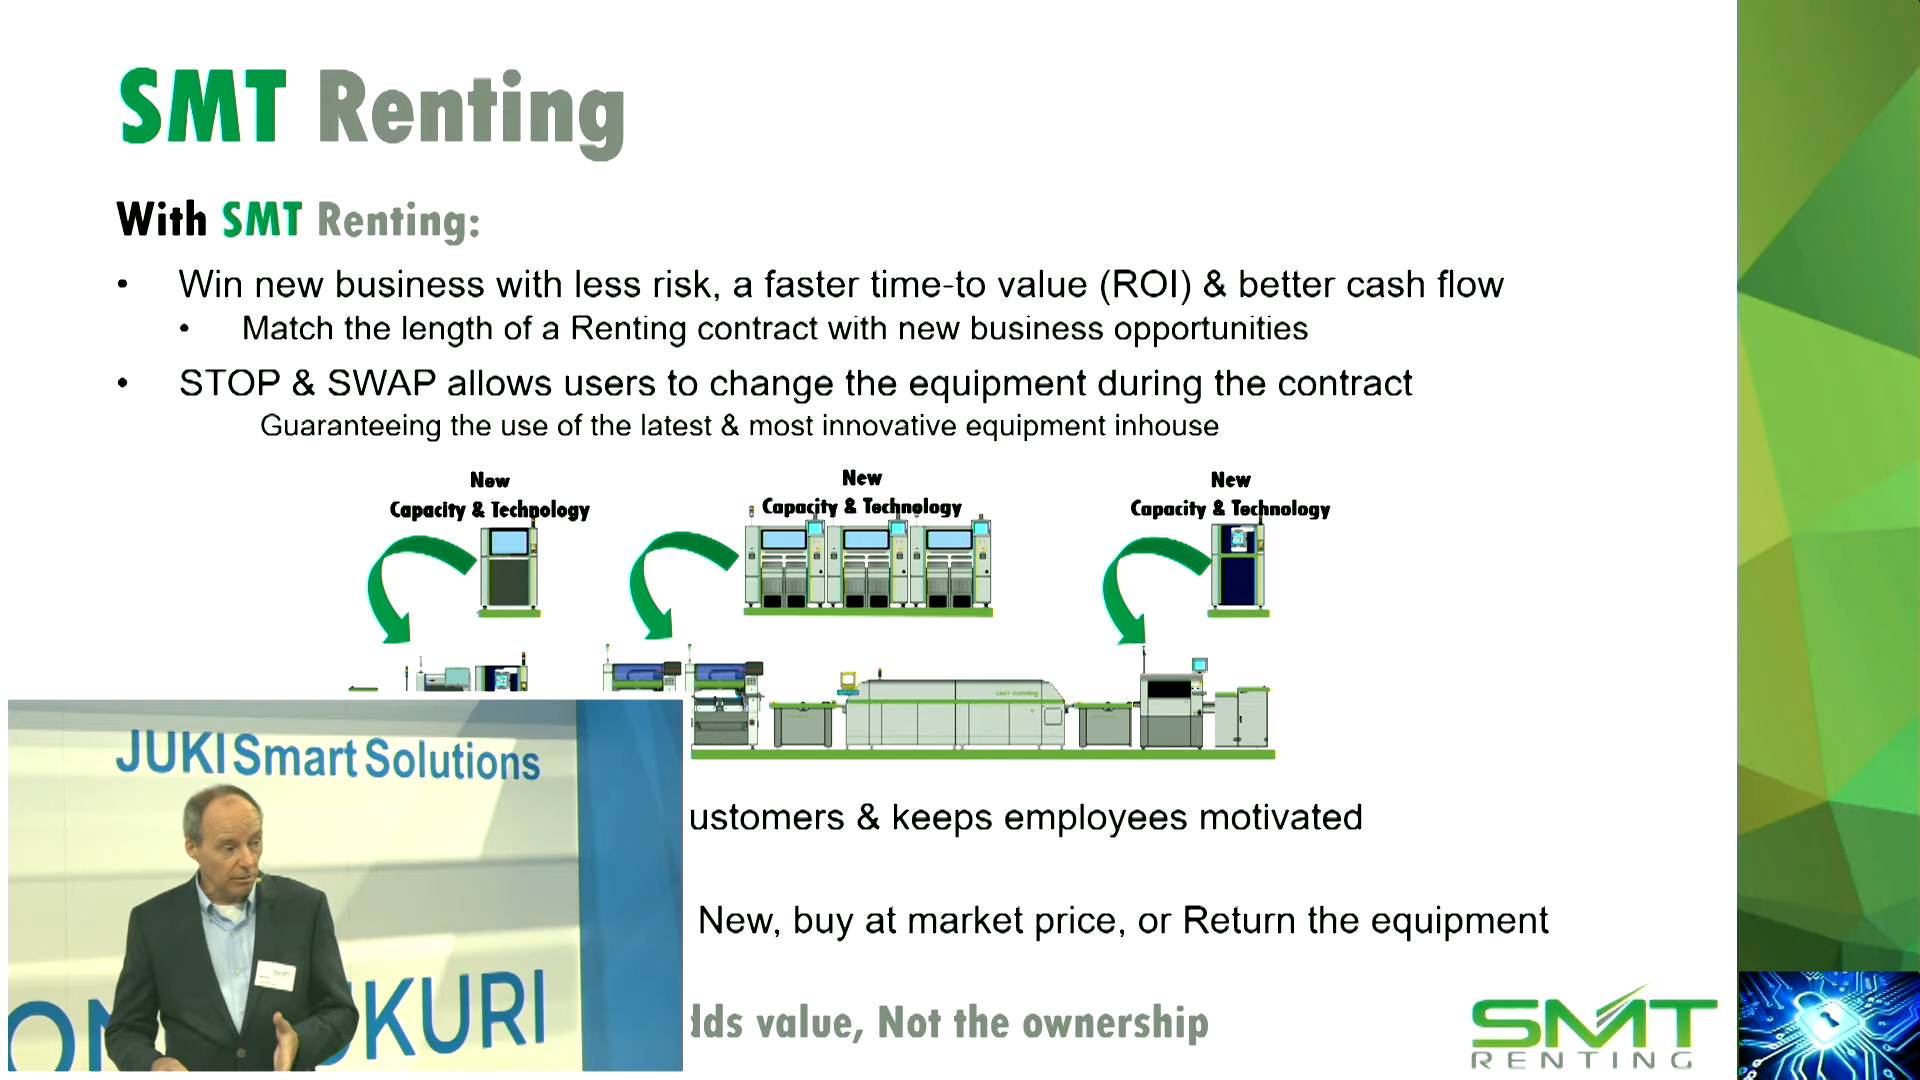 SMT Renting
With SMT Renting:
• Win new business with less risk, a faster time-to value (ROI) & better cash flow
• Match the length of a Renting contract with new business opportunities
• STOP & SWAP allows users to change the equipment during the contract
Guaranteeing the use of the latest & most innovative equipment inhouse
New
Capacity & Technology
New
Capacity & Technology
New
Capacity & Technology
SMT Renting
JUKI Smart Solutions
ustomers & keeps employees motivated
New, buy at market price, or Return the equipment
KURI
dds value, Not the ownership
SMT
RENTING